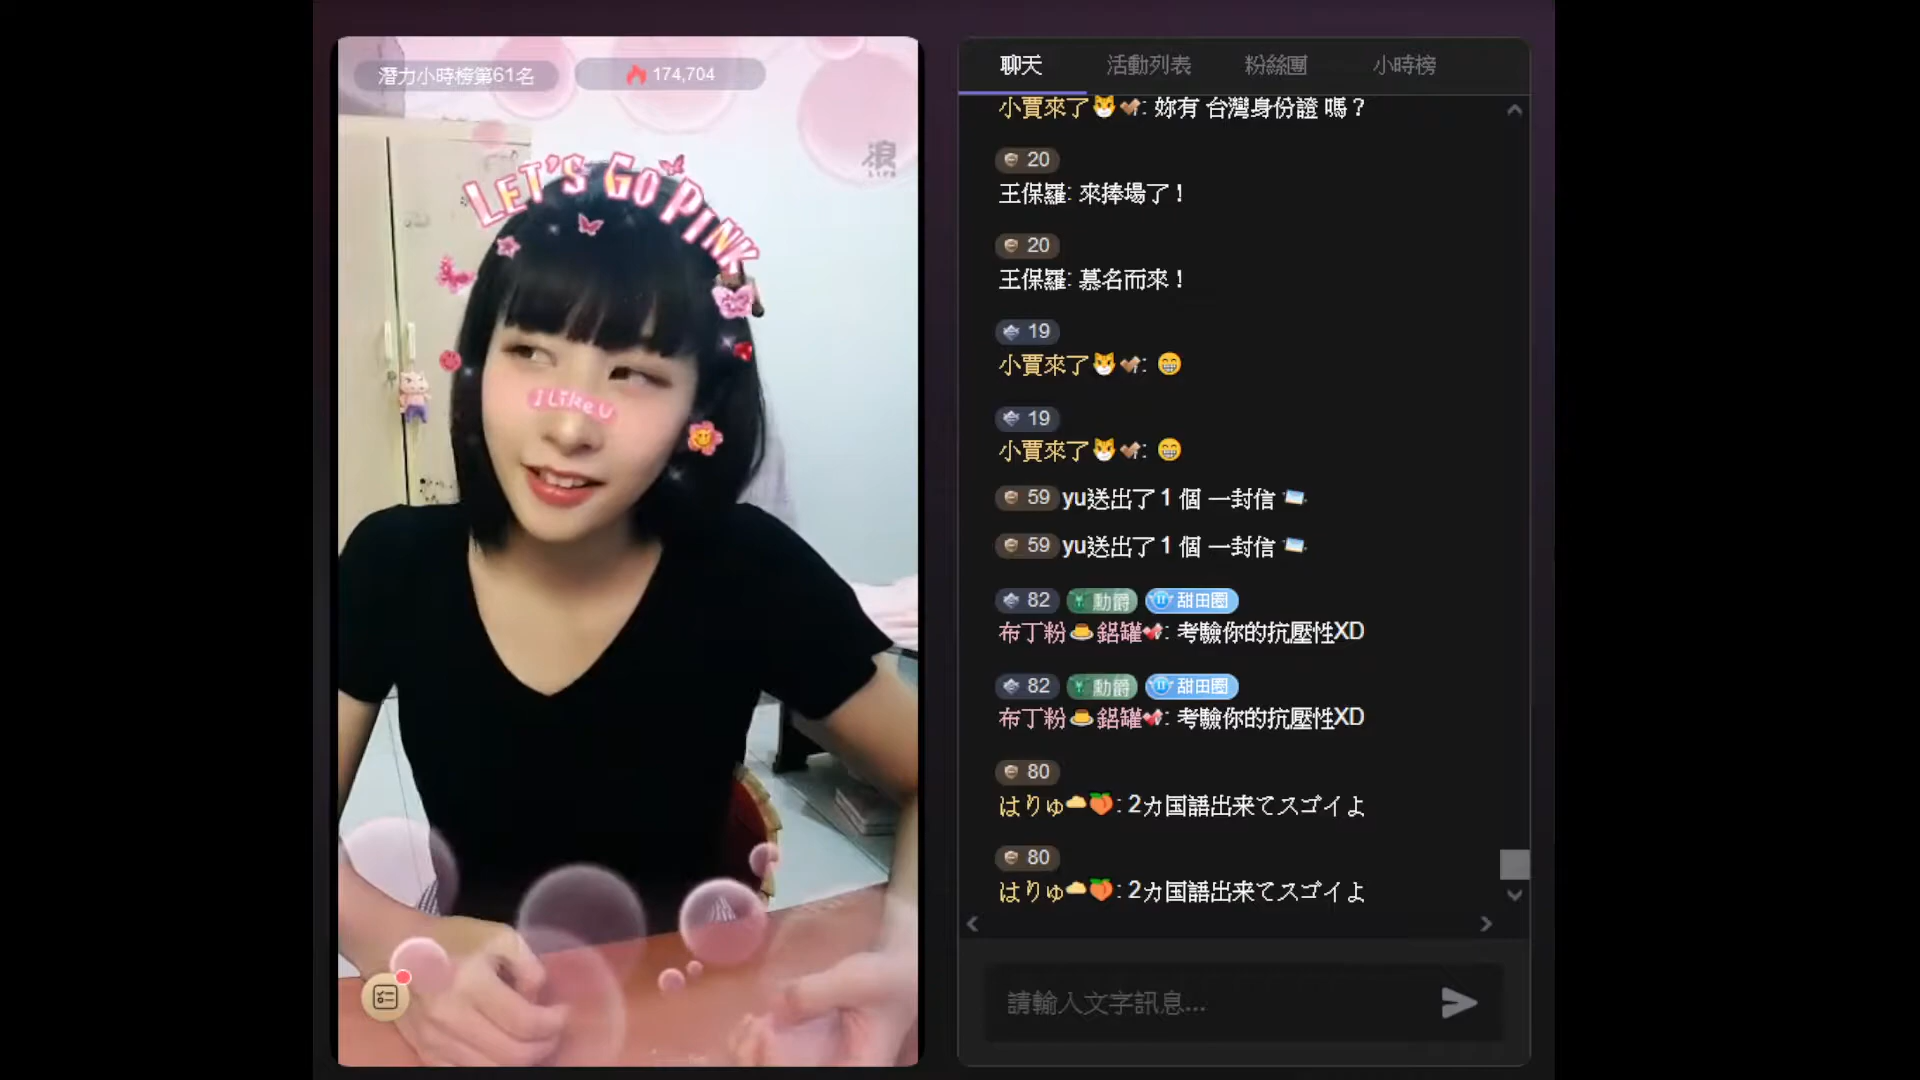 潛力小時榜第61名
174,704
浪
LIFE
LET'S GO PINK
I Like U
聊天 活動列表 粉絲團 小時榜
小賈來了: 妳有 台灣身份證 嗎？
20
王保羅: 來捧場了！
20
王保羅: 慕名而來！
19
小賈來了:
19
小賈來了:
59 yu送出了 1 個 一封信
59 yu送出了 1 個 一封信
82 勳爵 甜田圈
布丁粉鋁罐: 考驗你的抗壓性XD
82 勳爵 甜田圈
布丁粉鋁罐: 考驗你的抗壓性XD
80
はりゅ: 2カ国語出来てスゴイよ
80
はりゅ: 2カ国語出来てスゴイよ
請輸入文字訊息...